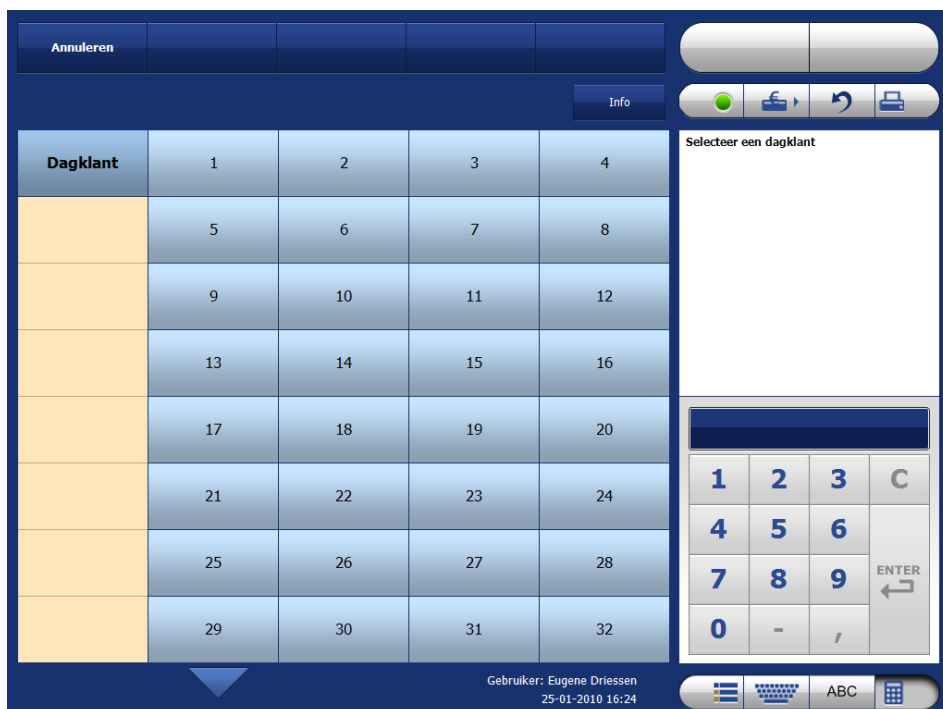 Annuleren
Info
Dagklant 1 2 3 4
5 6 7 8
9 10 11 12
13 14 15 16
17 18 19 20
21 22 23 24
25 26 27 28
29 30 31 32
Gebruiker: Eugene Driessen
25-01-2010 16:24
€
Selecteer een dagklant
1 2 3 C
4 5 6
7 8 9 ENTER
0 - ,
ABC